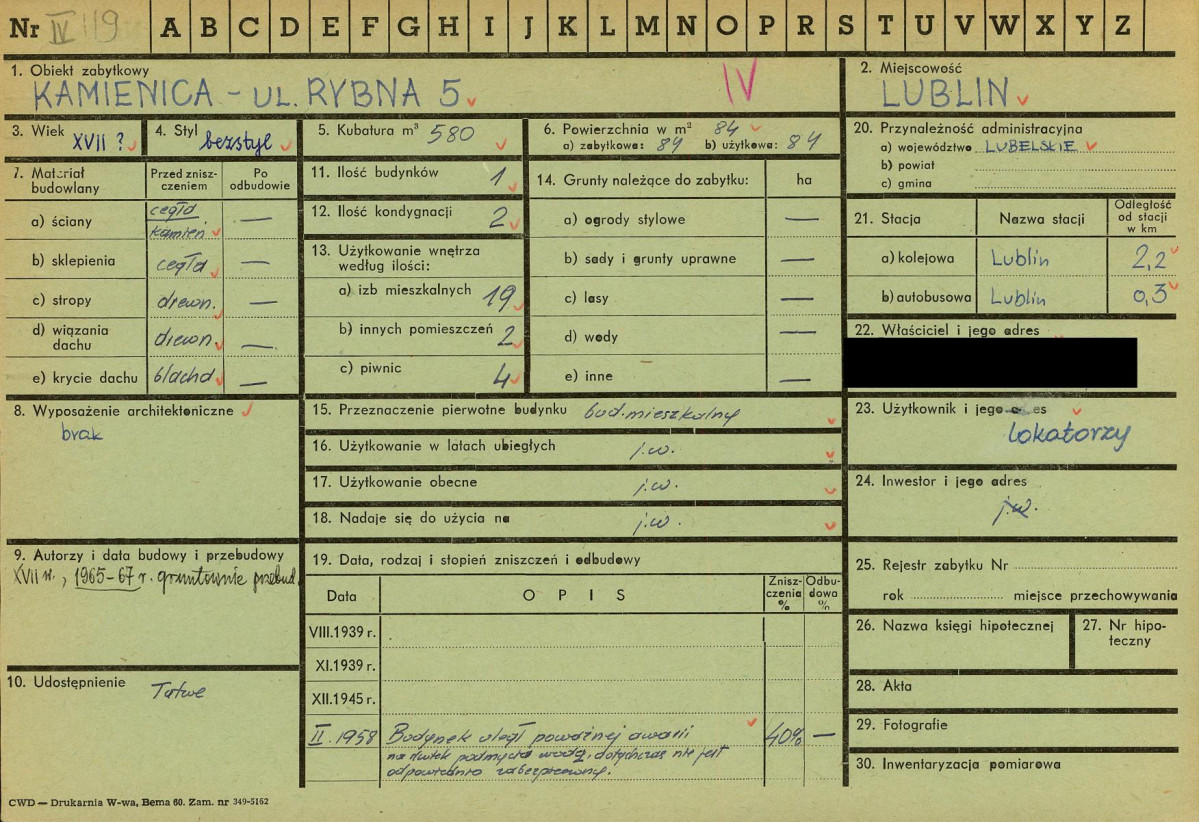 Nr IV 119 A B C D E F G H I J K L M N O P R S T U V W X Y Z
1. Obiekt zabytkowy
KAMIENICA - UL. RYBNA 5
IV
2. Miejscowość
LUBLIN
3. Wiek
XVII ?
4. Styl
bezstyl
5. Kubatura m³ 580
6. Powierzchnia w m² 84
a) zabytkowa: 84 b) użytkowa: 84
7. Materiał budowlany
Przed zniszczeniem
Po odbudowie
a) ściany cegła kamien —
b) sklepienia cegła —
c) stropy drewn. —
d) wiązania dachu drewn. —
e) krycie dachu blacha —
8. Wyposażenie architektoniczne
brak
9. Autorzy i data budowy i przebudowy
XVII w., 1965-67 r. gruntownie przebud.
10. Udostępnienie Łatwe
11. Ilość budynków 1
12. Ilość kondygnacji 2
13. Użytkowanie wnętrza według ilości:
a) izb mieszkalnych 19
b) innych pomieszczeń 2
c) piwnic 4
14. Grunty należące do zabytku: ha
a) ogrody stylowe —
b) sady i grunty uprawne —
c) lasy —
d) wody —
e) inne —
15. Przeznaczenie pierwotne budynku bud. mieszkalny
16. Użytkowanie w latach ubiegłych j.w.
17. Użytkowanie obecne j.w.
18. Nadaje się do użycia na j.w.
19. Data, rodzaj i stopień zniszczeń i odbudowy
Data
OPIS
Zniszczenia %
Odbudowa %
VIII.1939 r.
XI.1939 r.
XII.1945 r.
II.1958 Budynek uległ poważnej awarii 40% —
na skutek podmycia wodą, dotychczas nie jest
odpowiednio zabezpieczony.
20. Przynależność administracyjna
a) województwo LUBELSKIE
b) powiat
c) gmina
21. Stacja
Nazwa stacji
Odległość od stacji w km
a) kolejowa Lublin 2,2
b) autobusowa Lublin 0,3
22. Właściciel i jego adres
23. Użytkownik i jego a es
lokatorzy
24. Inwestor i jego adres
j.w.
25. Rejestr zabytku Nr
rok miejsce przechowywania
26. Nazwa księgi hipotecznej
27. Nr hipoteczny
28. Akta
29. Fotografie
30. Inwentaryzacja pomiarowa
CWD — Drukarnia W-wa, Bema 60. Zam. nr 349-5162